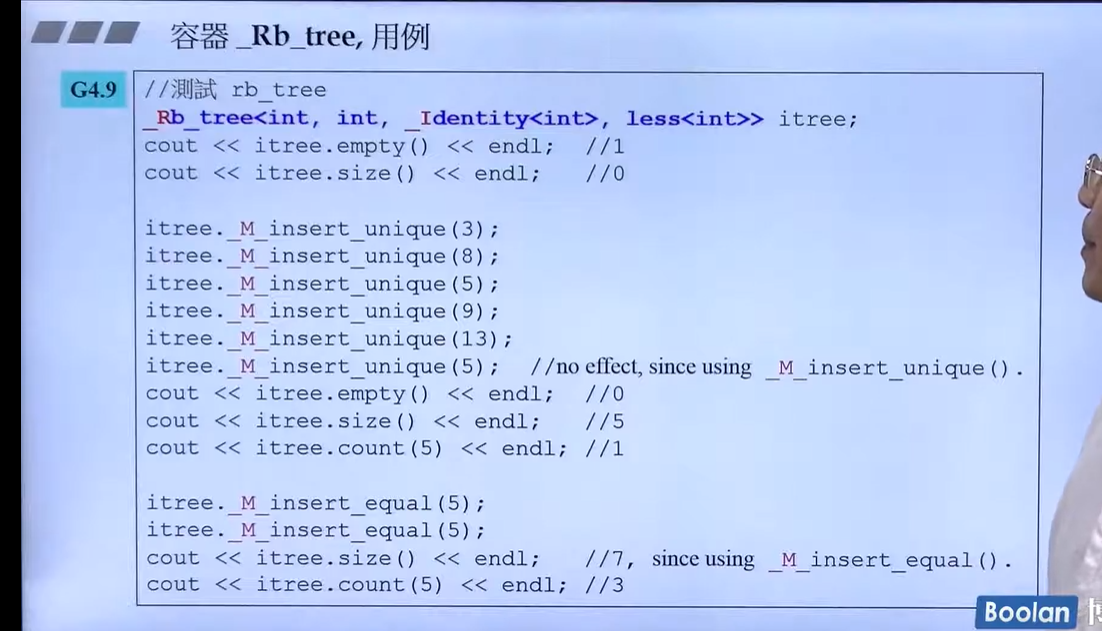 容器 _Rb_tree, 用例
G4.9
//測試 rb_tree
_Rb_tree<int, int, _Identity<int>, less<int>> itree;
cout << itree.empty() << endl; //1
cout << itree.size() << endl; //0
itree._M_insert_unique(3);
itree._M_insert_unique(8);
itree._M_insert_unique(5);
itree._M_insert_unique(9);
itree._M_insert_unique(13);
itree._M_insert_unique(5); //no effect, since using _M_insert_unique().
cout << itree.empty() << endl; //0
cout << itree.size() << endl; //5
cout << itree.count(5) << endl; //1
itree._M_insert_equal(5);
itree._M_insert_equal(5);
cout << itree.size() << endl; //7, since using _M_insert_equal().
cout << itree.count(5) << endl; //3
Boolan